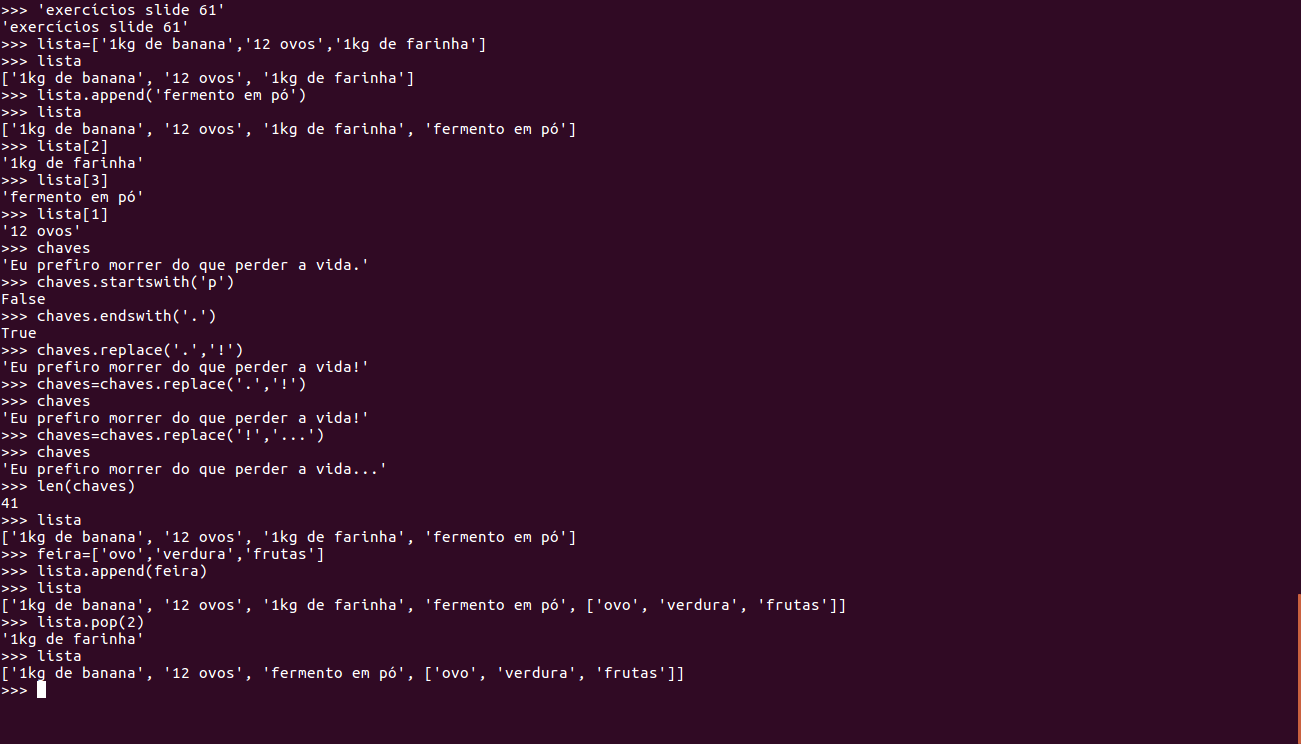 >>> 'exercícios slide 61'
'exercícios slide 61'
>>> lista=['1kg de banana','12 ovos','1kg de farinha']
>>> lista
['1kg de banana', '12 ovos', '1kg de farinha']
>>> lista.append('fermento em pó')
>>> lista
['1kg de banana', '12 ovos', '1kg de farinha', 'fermento em pó']
>>> lista[2]
'1kg de farinha'
>>> lista[3]
'fermento em pó'
>>> lista[1]
'12 ovos'
>>> chaves
'Eu prefiro morrer do que perder a vida.'
>>> chaves.startswith('p')
False
>>> chaves.endswith('.')
True
>>> chaves.replace('.','!')
'Eu prefiro morrer do que perder a vida!'
>>> chaves=chaves.replace('.','!')
>>> chaves
'Eu prefiro morrer do que perder a vida!'
>>> chaves=chaves.replace('!','...')
>>> chaves
'Eu prefiro morrer do que perder a vida...'
>>> len(chaves)
41
>>> lista
['1kg de banana', '12 ovos', '1kg de farinha', 'fermento em pó']
>>> feira=['ovo','verdura','frutas']
>>> lista.append(feira)
>>> lista
['1kg de banana', '12 ovos', '1kg de farinha', 'fermento em pó', ['ovo', 'verdura', 'frutas']]
>>> lista.pop(2)
'1kg de farinha'
>>> lista
['1kg de banana', '12 ovos', 'fermento em pó', ['ovo', 'verdura', 'frutas']]
>>>